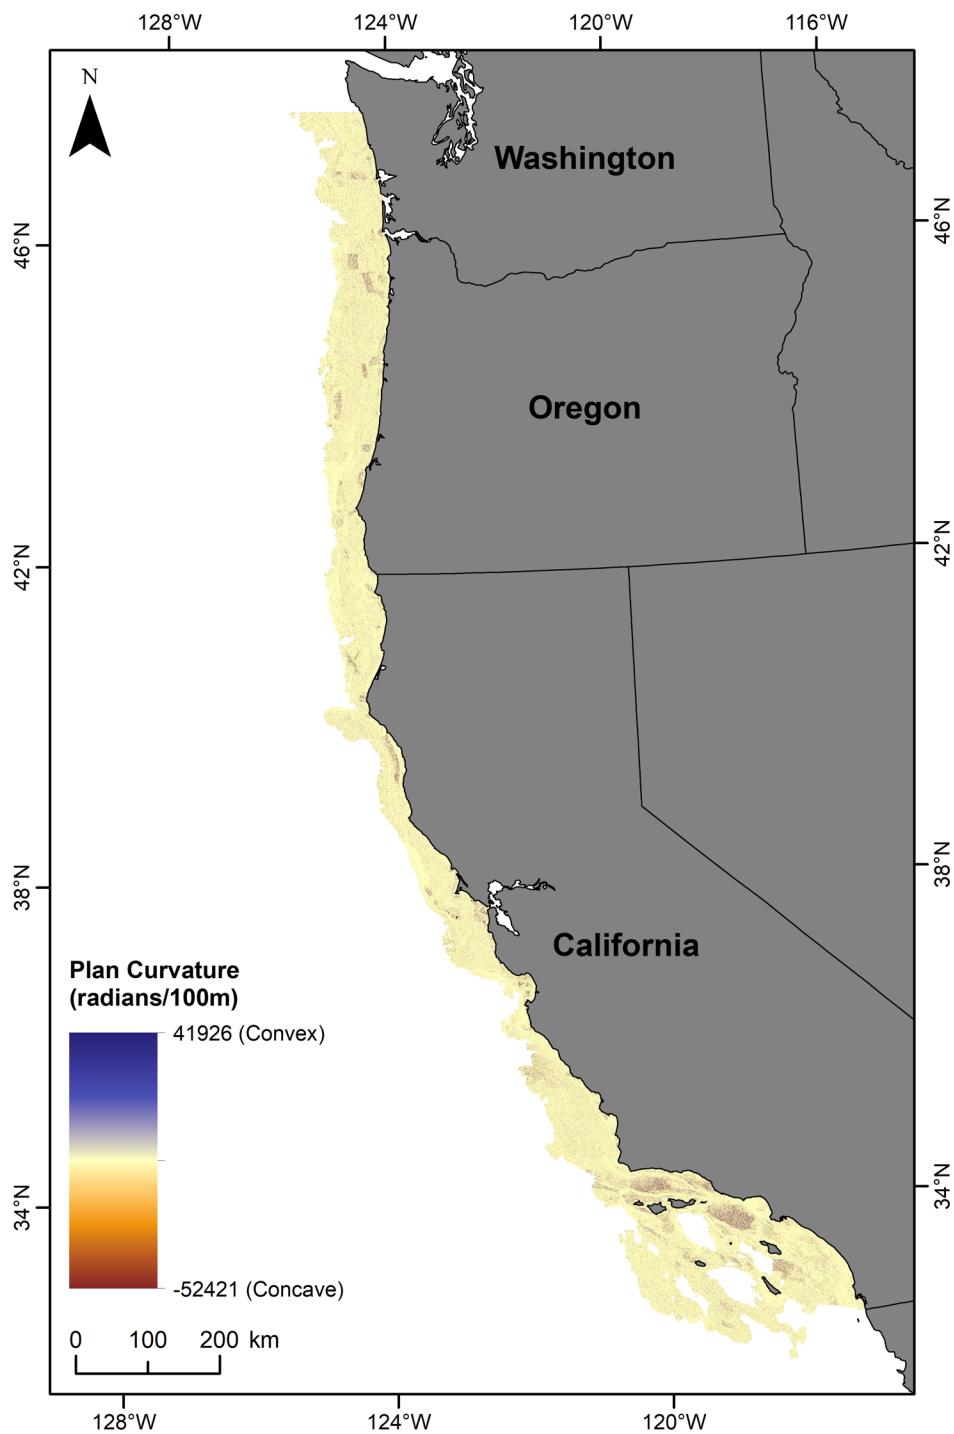 128°W 124°W 120°W 116°W
N
Washington
46°N
46°N
Oregon
42°N
42°N
38°N
38°N
California
Plan Curvature
(radians/100m)
41926 (Convex)
34°N
34°N
-52421 (Concave)
0 100 200 km
128°W 124°W 120°W